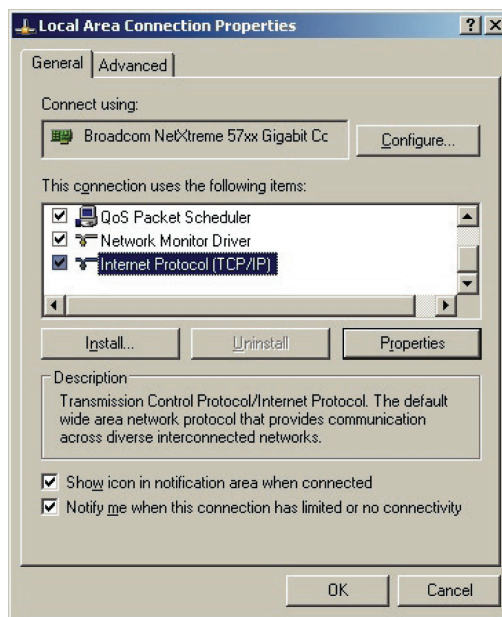 Local Area Connection Properties
General
Advanced
Connect using:
Broadcom NetXtreme 57xx Gigabit Cc
Configure...
This connection uses the following items:
QoS Packet Scheduler
Network Monitor Driver
Internet Protocol (TCP/IP)
Install...
Uninstall
Properties
Description
Transmission Control Protocol/Internet Protocol. The default
wide area network protocol that provides communication
across diverse interconnected networks.
Show icon in notification area when connected
Notify me when this connection has limited or no connectivity
OK
Cancel